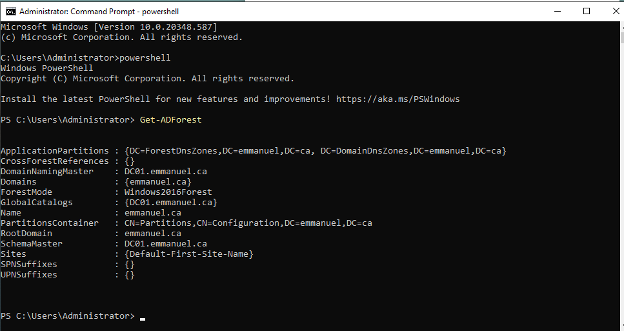 Administrator: Command Prompt - powershell
Microsoft Windows [Version 10.0.20348.587]
(c) Microsoft Corporation. All rights reserved.
C:\Users\Administrator>powershell
Windows PowerShell
Copyright (C) Microsoft Corporation. All rights reserved.
Install the latest PowerShell for new features and improvements! https://aka.ms/PSWindows
PS C:\Users\Administrator> Get-ADForest
ApplicationPartitions : {DC=ForestDnsZones,DC=emmanuel,DC=ca, DC=DomainDnsZones,DC=emmanuel,DC=ca}
CrossForestReferences : {}
DomainNamingMaster    : DC01.emmanuel.ca
Domains               : {emmanuel.ca}
ForestMode            : Windows2016Forest
GlobalCatalogs        : {DC01.emmanuel.ca}
Name                  : emmanuel.ca
PartitionsContainer   : CN=Partitions,CN=Configuration,DC=emmanuel,DC=ca
RootDomain            : emmanuel.ca
SchemaMaster          : DC01.emmanuel.ca
Sites                 : {Default-First-Site-Name}
SPNSuffixes           : {}
UPNSuffixes           : {}
PS C:\Users\Administrator>